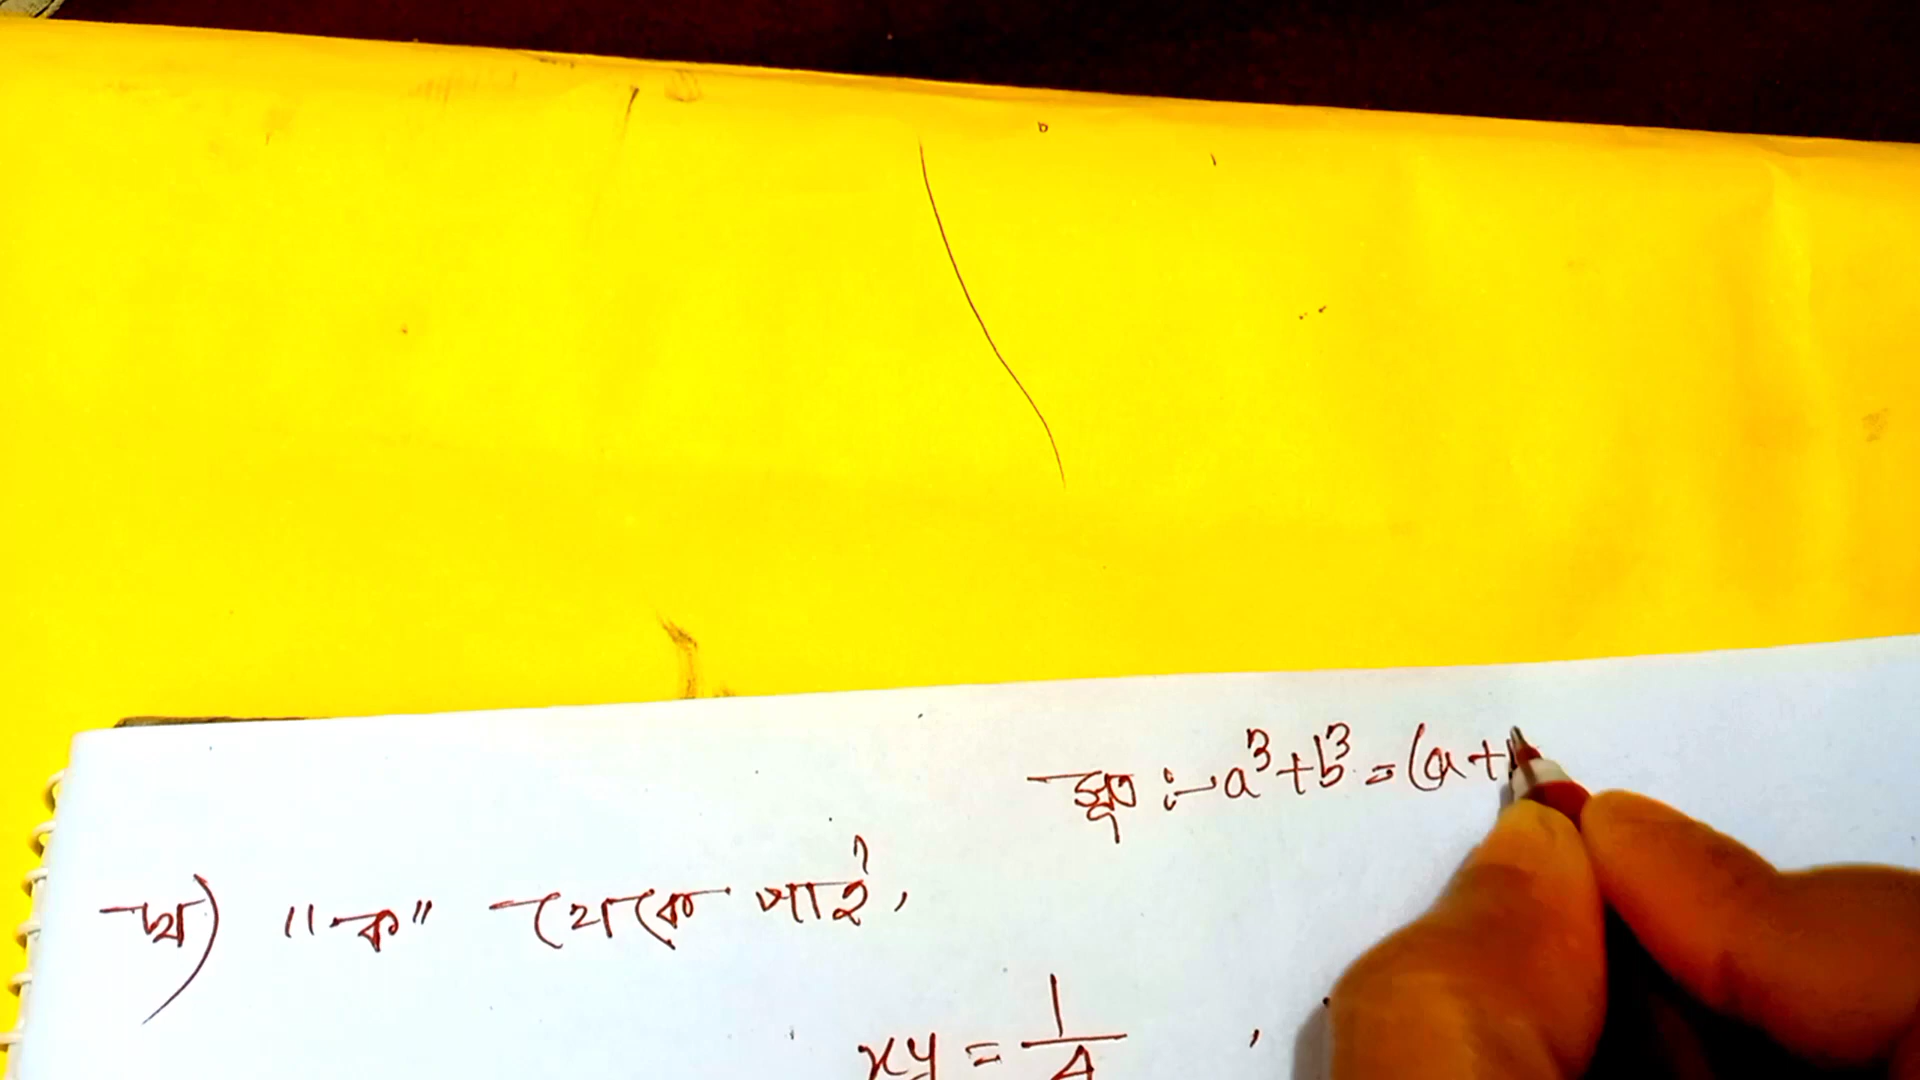 সূত্র :- a³+b³ = (a+
খ) "ক" থেকে পাই,
xy = 1/4 ,